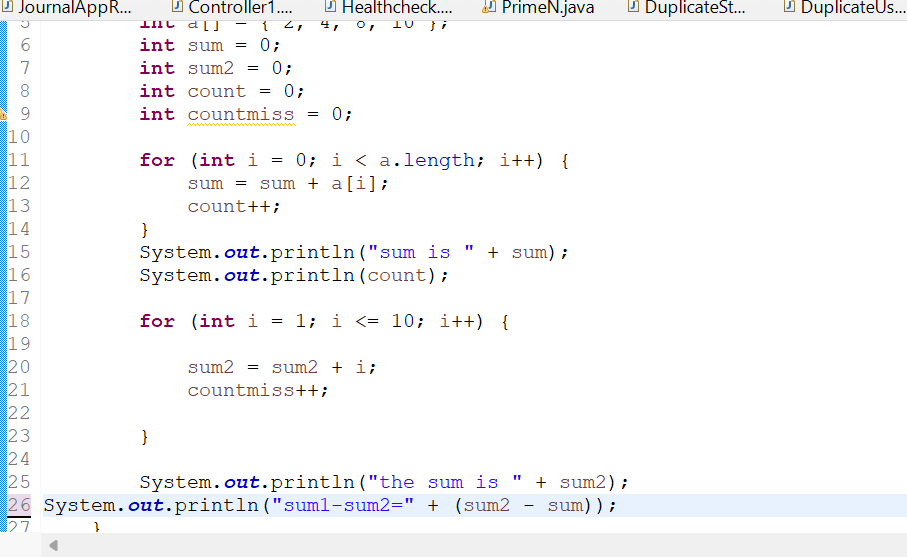 JournalAppR... Controller1.... Healthcheck.... PrimeN.java DuplicateSt... DuplicateUs...
5 int a[] = { 2, 4, 8, 10 };
6 int sum = 0;
7 int sum2 = 0;
8 int count = 0;
9 int countmiss = 0;
10
11 for (int i = 0; i < a.length; i++) {
12 sum = sum + a[i];
13 count++;
14 }
15 System.out.println("sum is " + sum);
16 System.out.println(count);
17
18 for (int i = 1; i <= 10; i++) {
19
20 sum2 = sum2 + i;
21 countmiss++;
22
23 }
24
25 System.out.println("the sum is " + sum2);
26 System.out.println("sum1-sum2=" + (sum2 - sum));
27 }